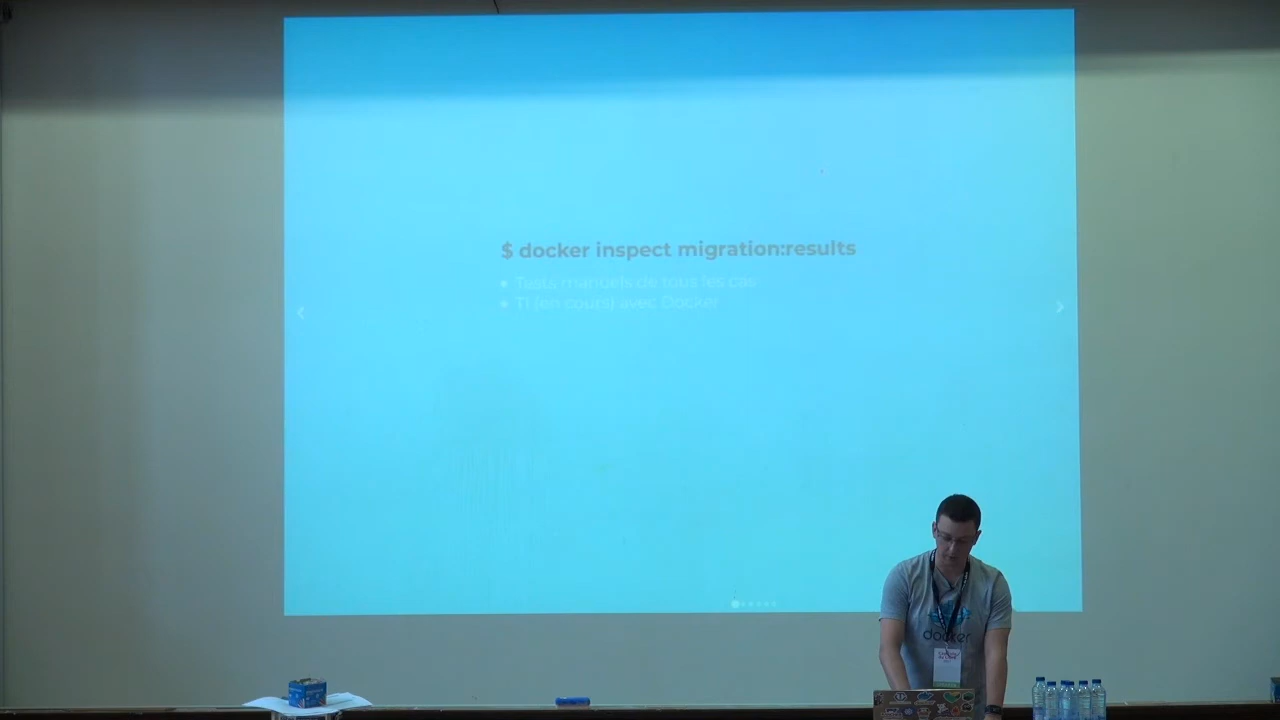 $ docker inspect migration:results
Tests manuels de tous les cas
TI (en cours) avec Docker
docker